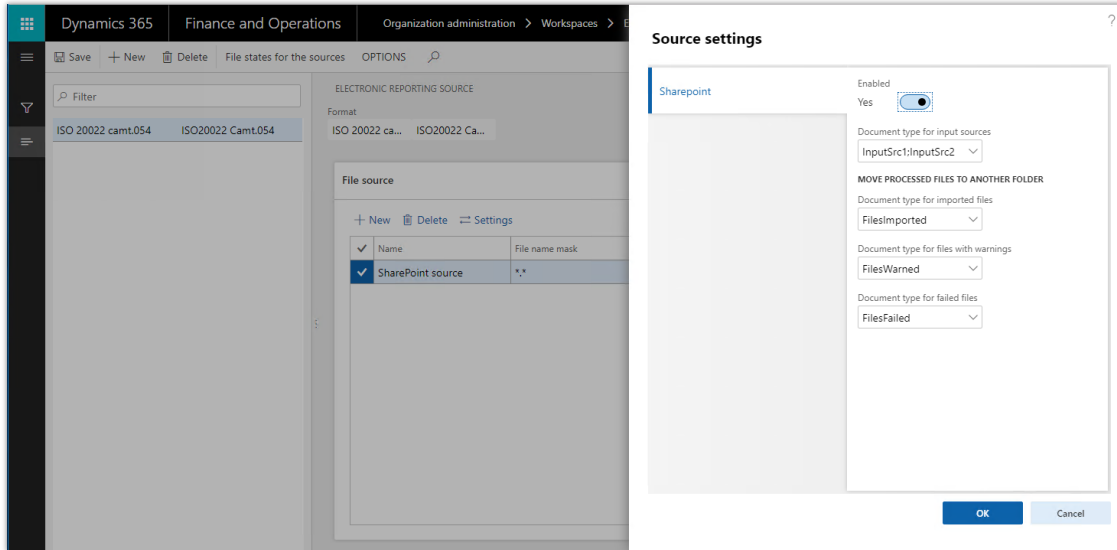 Dynamics 365
Finance and Operations
Organization administration > Workspaces > E
Save + New Delete File states for the sources OPTIONS
Filter
ISO 20022 camt.054 ISO20022 Camt.054
ELECTRONIC REPORTING SOURCE
Format
ISO 20022 ca... ISO20022 Ca...
File source
+ New Delete Settings
Name File name mask
SharePoint source *.*
?
Source settings
Sharepoint
Enabled
Yes
Document type for input sources
InputSrc1:InputSrc2
MOVE PROCESSED FILES TO ANOTHER FOLDER
Document type for imported files
FilesImported
Document type for files with warnings
FilesWarned
Document type for failed files
FilesFailed
OK Cancel